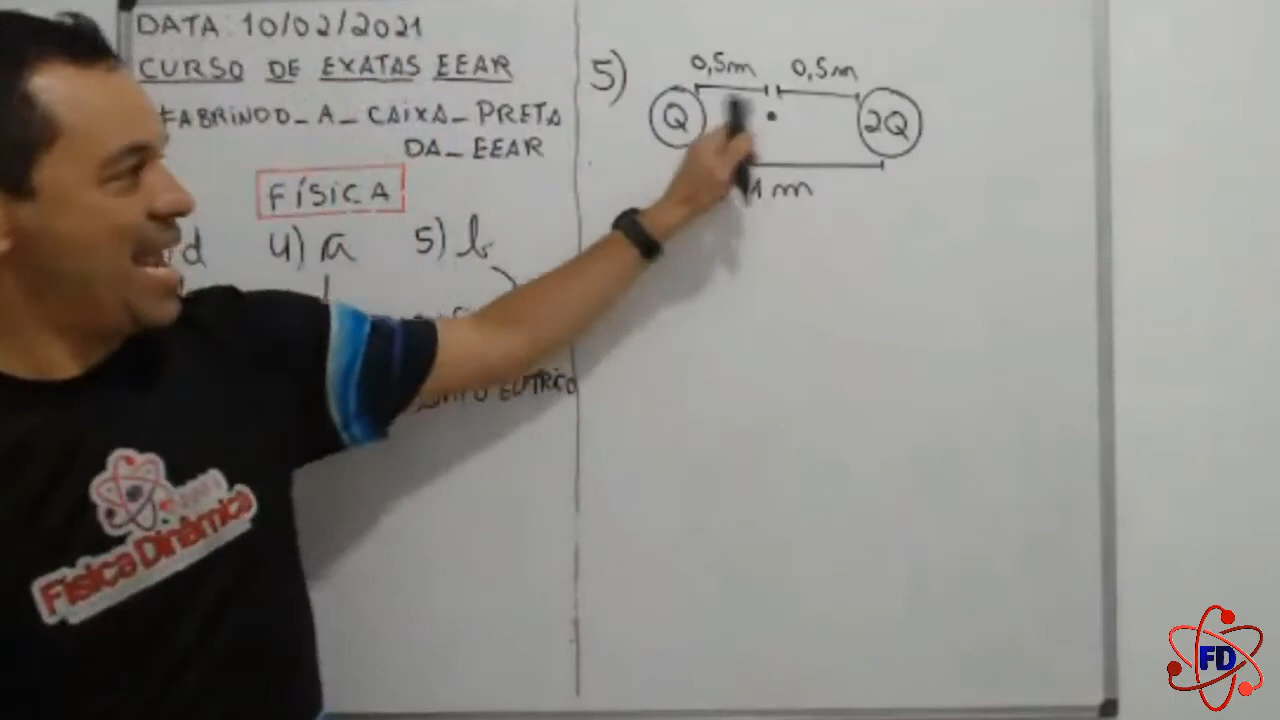 DATA: 10/02/2021
CURSO DE EXATAS EEAR
FABRINDO_A_CAIXA_PRETA
DA_EEAR
FÍSICA
d 4) a 5) b
5) 0,5m 0,5m
Q 2Q
1m
Física Dinâmica
FD